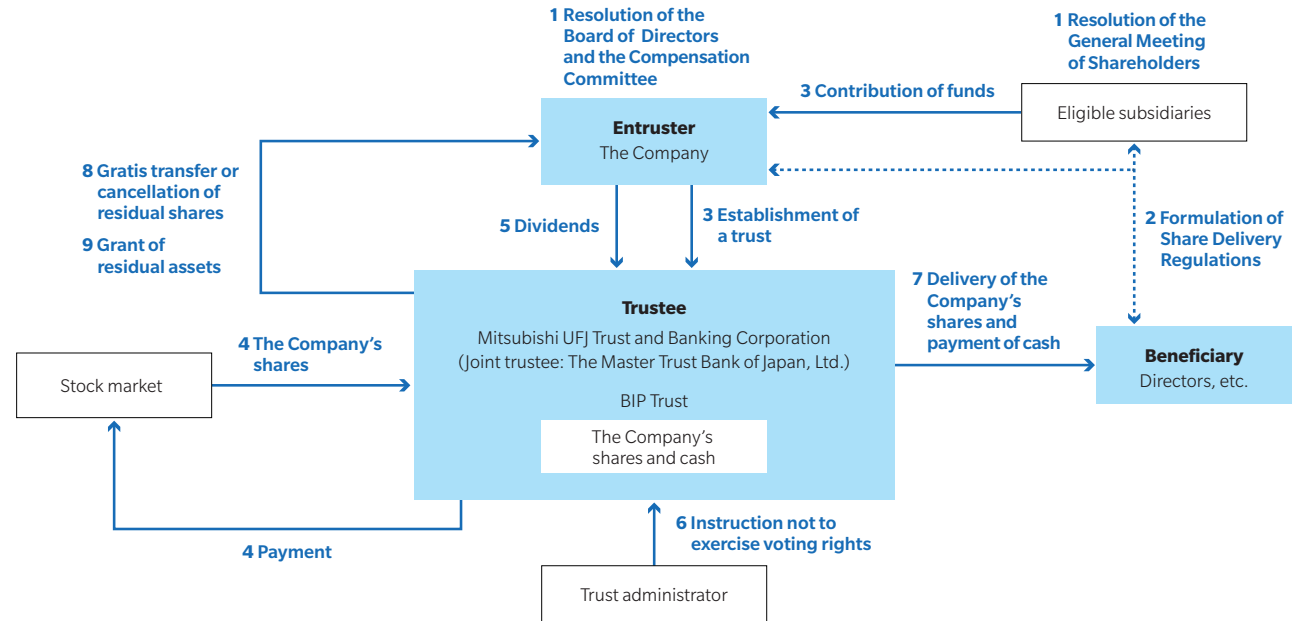 1 Resolution of the
Board of Directors
and the Compensation
Committee
1 Resolution of the
General Meeting
of Shareholders
3 Contribution of funds
Eligible subsidiaries
Entruster
The Company
8 Gratis transfer or
cancellation of
residual shares
9 Grant of
residual assets
5 Dividends
3 Establishment of
a trust
2 Formulation of
Share Delivery
Regulations
7 Delivery of the
Company’s
shares and
payment of cash
Trustee
Mitsubishi UFJ Trust and Banking Corporation
(Joint trustee: The Master Trust Bank of Japan, Ltd.)
4 The Company’s
shares
Stock market
Beneficiary
Directors, etc.
BIP Trust
The Company’s
shares and cash
4 Payment
6 Instruction not to
exercise voting rights
Trust administrator